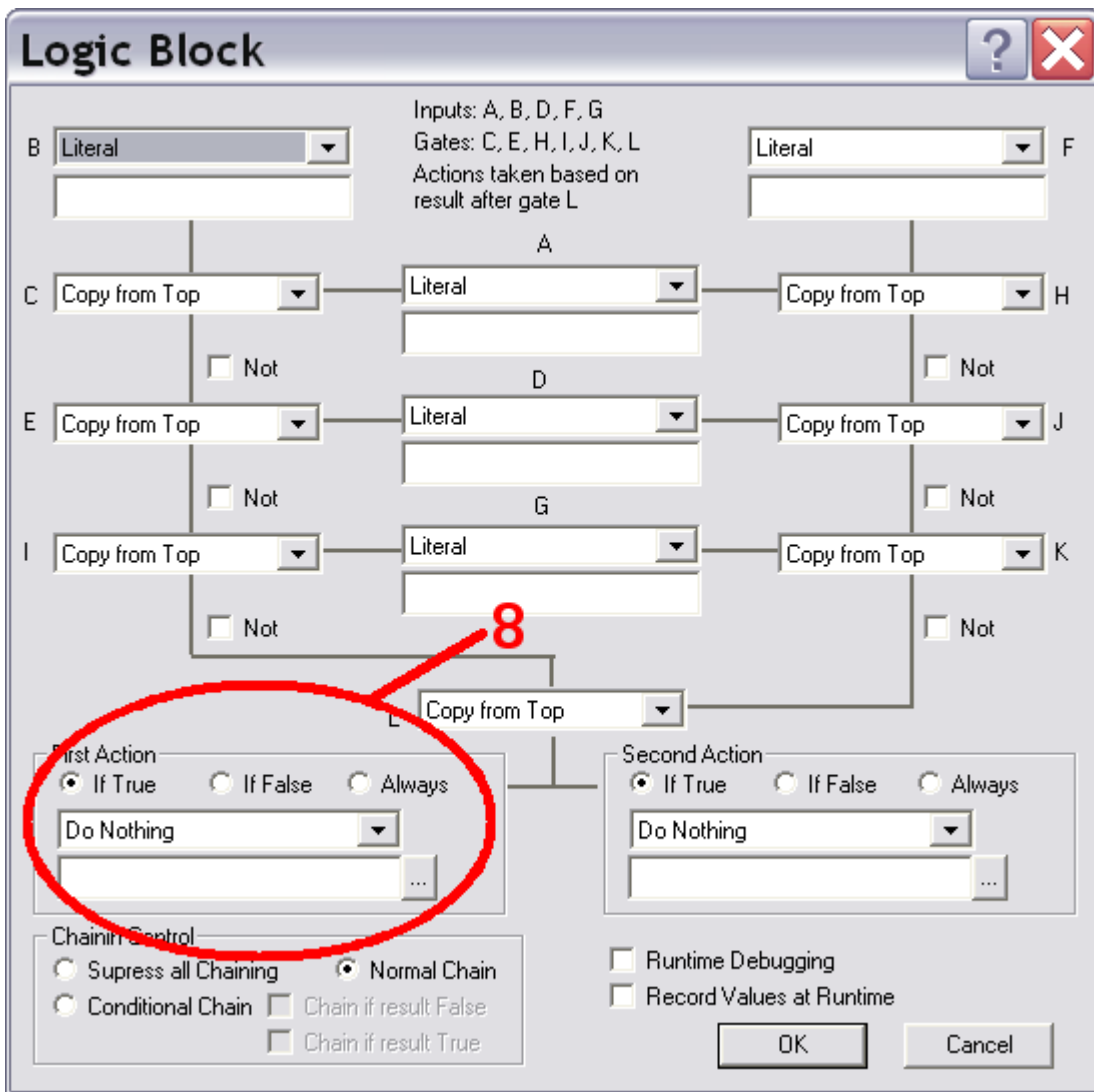 Logic Block
Inputs: A, B, D, F, G
Gates: C, E, H, I, J, K, L
Actions taken based on
result after gate L
B Literal
Literal F
A
C Copy from Top
Literal
Copy from Top H
Not
Not
D
E Copy from Top
Literal
Copy from Top J
Not
Not
G
I Copy from Top
Literal
Copy from Top K
Not
Not
8
L Copy from Top
First Action
If True If False Always
Do Nothing
...
Second Action
If True If False Always
Do Nothing
...
Control
Supress all Chaining Normal Chain
Conditional Chain Chain if result False
Chain if result True
Runtime Debugging
Record Values at Runtime
OK Cancel